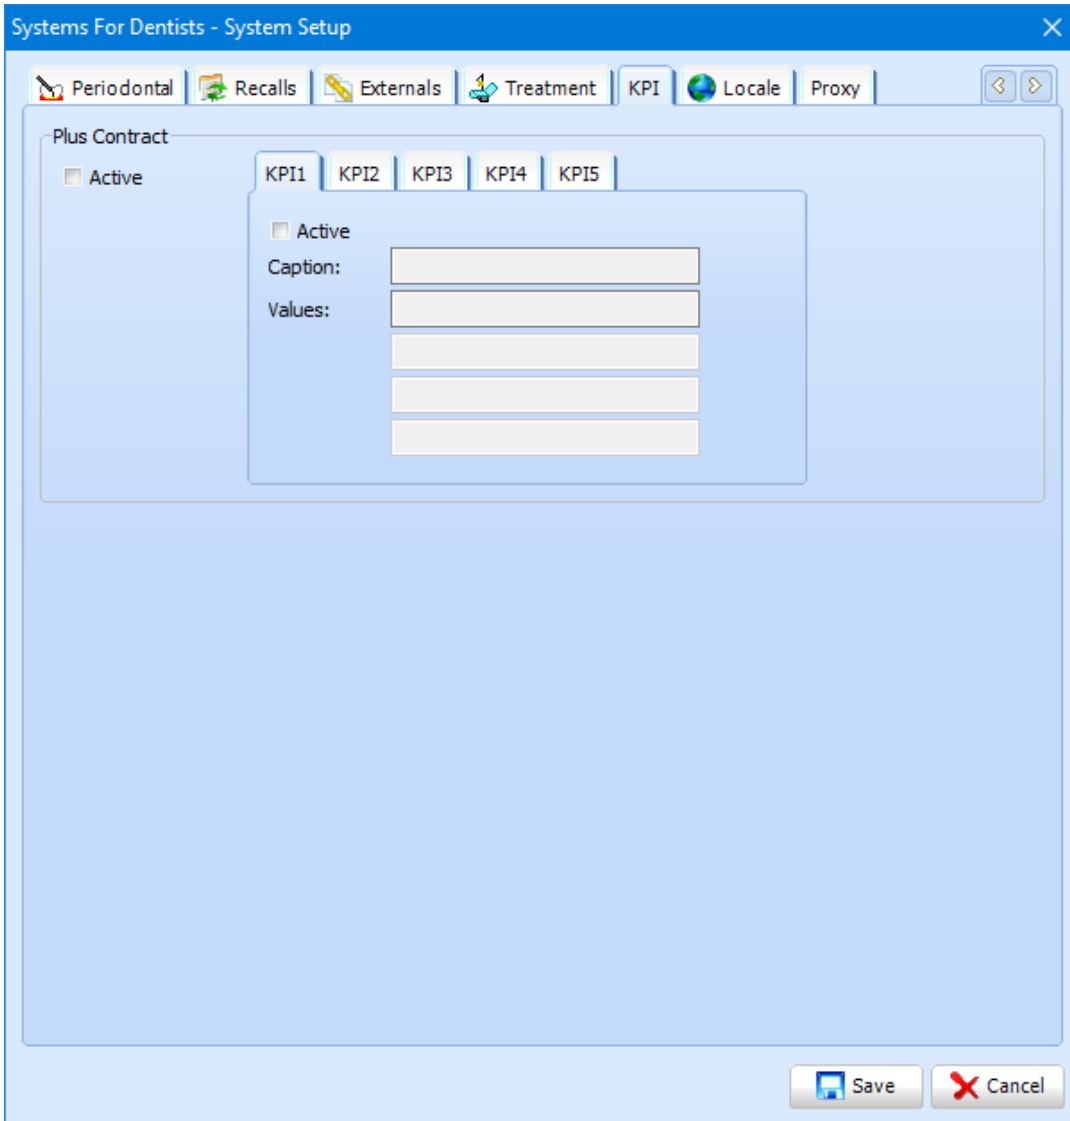 Systems For Dentists - System Setup
Periodontal Recalls Externals Treatment KPI Locale Proxy
Plus Contract
Active
KPI1 KPI2 KPI3 KPI4 KPI5
Active
Caption:
Values:
Save Cancel